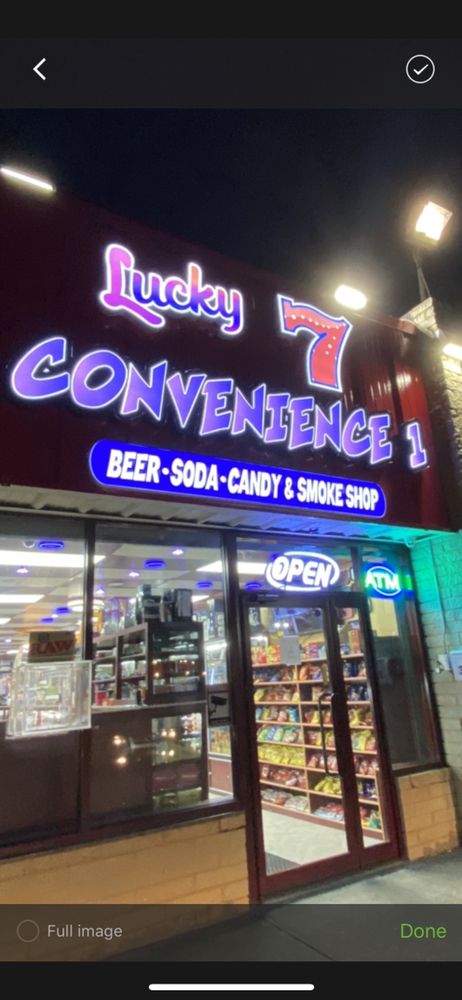 Lucky 7
CONVENIENCE 1
BEER • SODA • CANDY & SMOKE SHOP
OPEN
ATM
RAW
Full image
Done